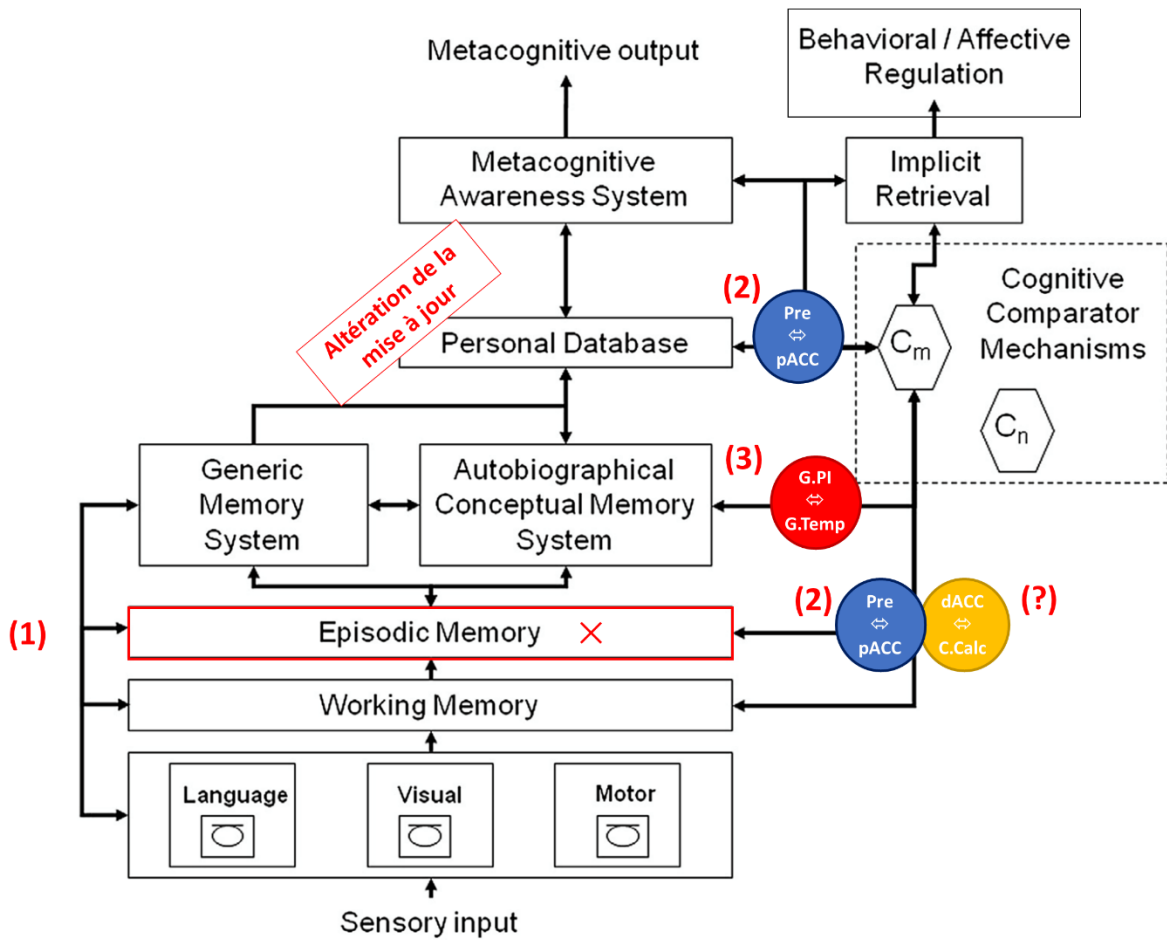 Metacognitive output
Behavioral / Affective
Regulation
Metacognitive
Awareness System
Implicit
Retrieval
Altération de la
mise à jour
(2)
Pre
⇔
pACC
Personal Database
Cognitive
Comparator
Mechanisms
Cm
Cn
Generic
Memory
System
Autobiographical
Conceptual Memory
System
(3)
G.PI
⇔
G.Temp
(1)
Episodic Memory
(2)
Pre
⇔
pACC
dACC
⇔
C.Calc
(?)
Working Memory
Language
Visual
Motor
Sensory input